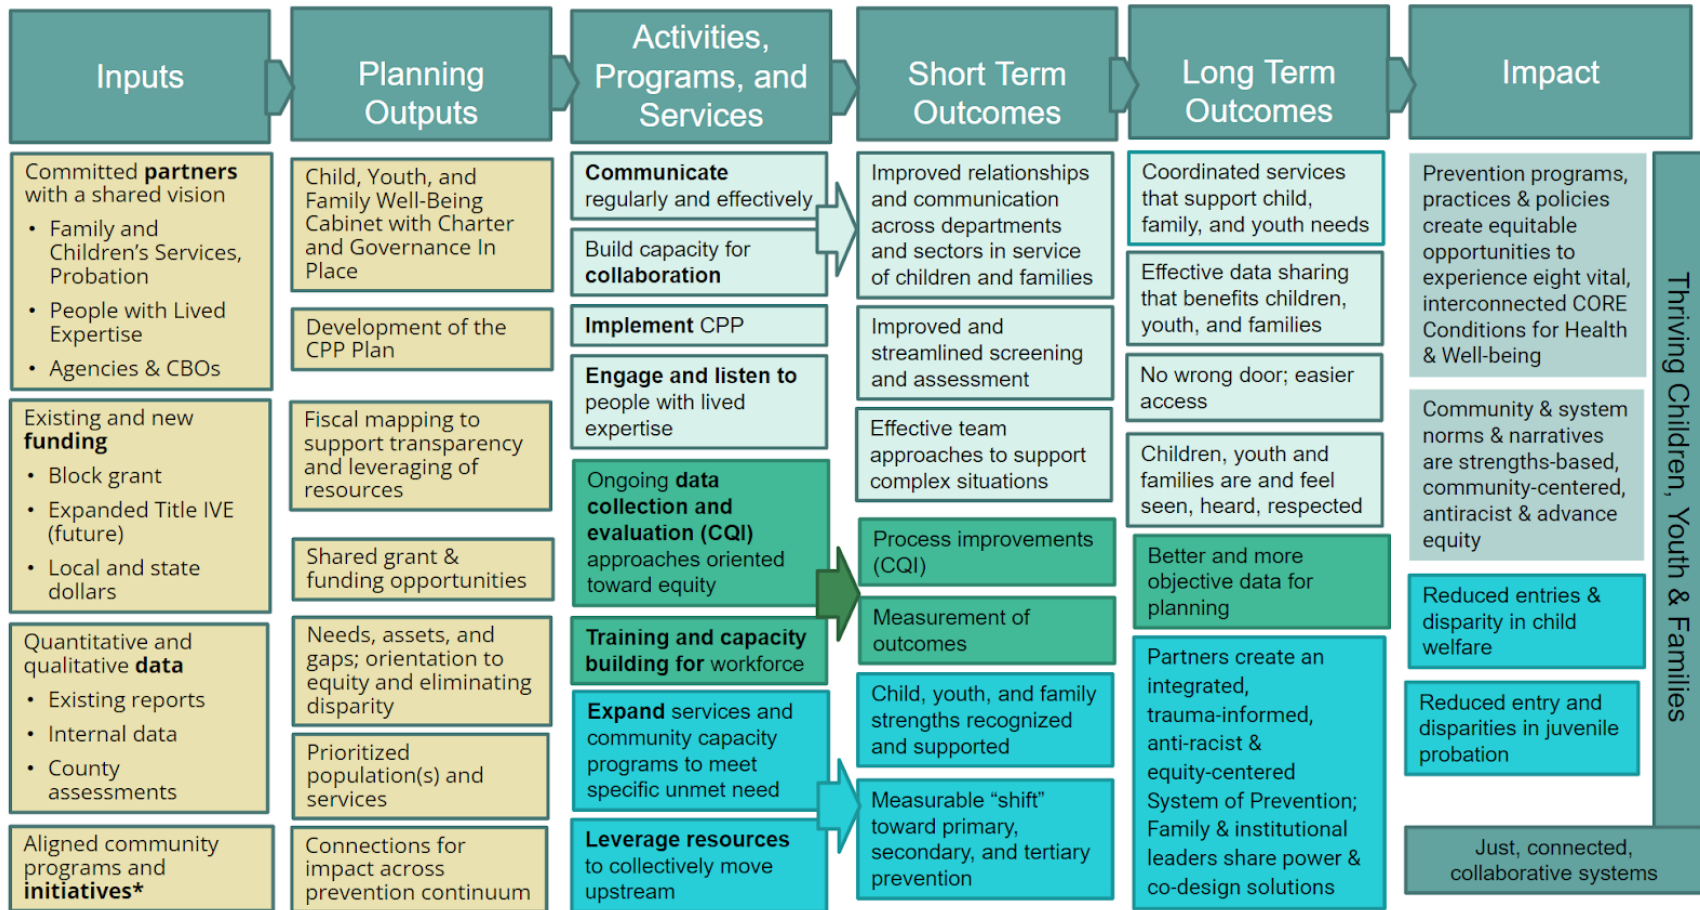 Inputs
Planning
Outputs
Activities,
Programs, and
Services
Short Term
Outcomes
Long Term
Outcomes
Impact
Committed partners
with a shared vision
• Family and
Children's Services,
Probation
• People with Lived
Expertise
• Agencies & CBOs
Existing and new
funding
• Block grant
• Expanded Title IVE
(future)
• Local and state
dollars
Quantitative and
qualitative data
• Existing reports
• Internal data
• County
assessments
Aligned community
programs and
initiatives*
Child, Youth, and
Family Well-Being
Cabinet with Charter
and Governance In
Place
Development of the
CPP Plan
Fiscal mapping to
support transparency
and leveraging of
resources
Shared grant &
funding opportunities
Needs, assets, and
gaps; orientation to
equity and eliminating
disparity
Prioritized
population(s) and
services
Connections for
impact across
prevention continuum
Communicate
regularly and effectively
Build capacity for
collaboration
Implement CPP
Engage and listen to
people with lived
expertise
Ongoing data
collection and
evaluation (CQI)
approaches oriented
toward equity
Training and capacity
building for workforce
Expand services and
community capacity
programs to meet
specific unmet need
Leverage resources
to collectively move
upstream
Improved relationships
and communication
across departments
and sectors in service
of children and families
Improved and
streamlined screening
and assessment
Effective team
approaches to support
complex situations
Process improvements
(CQI)
Measurement of
outcomes
Child, youth, and family
strengths recognized
and supported
Measurable “shift”
toward primary,
secondary, and tertiary
prevention
Coordinated services
that support child,
family, and youth needs
Effective data sharing
that benefits children,
youth, and families
No wrong door; easier
access
Children, youth and
families are and feel
seen, heard, respected
Better and more
objective data for
planning
Partners create an
integrated,
trauma-informed,
anti-racist &
equity-centered
System of Prevention;
Family & institutional
leaders share power &
co-design solutions
Prevention programs,
practices & policies
create equitable
opportunities to
experience eight vital,
interconnected CORE
Conditions for Health
& Well-being
Community & system
norms & narratives
are strengths-based,
community-centered,
antiracist & advance
equity
Reduced entries &
disparity in child
welfare
Reduced entry and
disparities in juvenile
probation
Thriving Children, Youth & Families
Just, connected,
collaborative systems